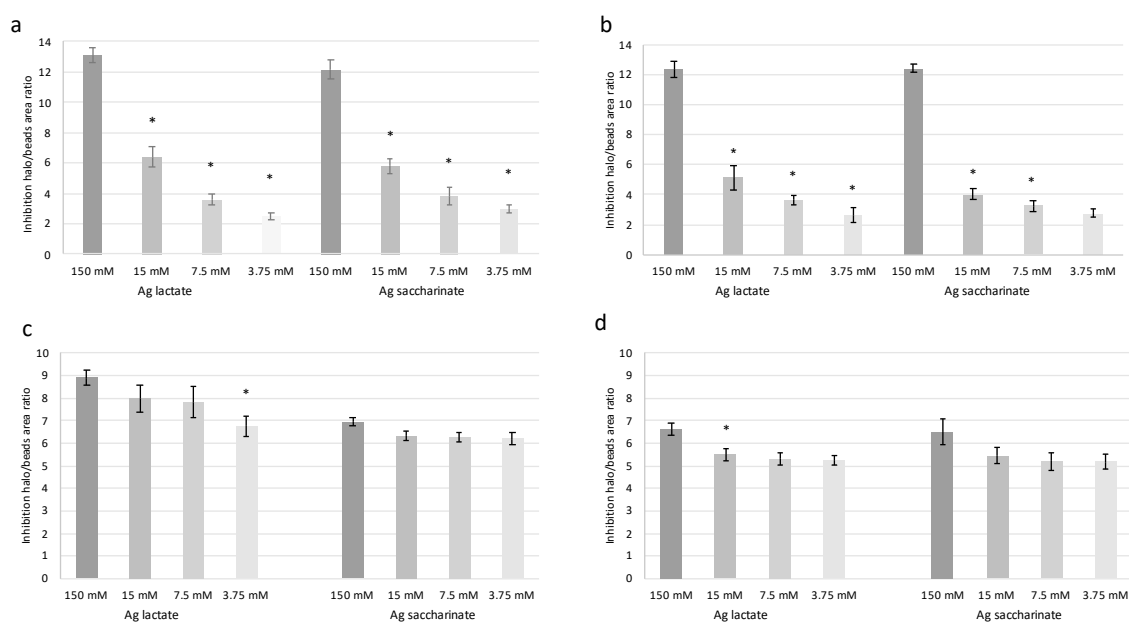 a
Inhibition halo/beads area ratio
14
12
10
8
6
4
2
0
* * * * * *
150 mM 15 mM 7.5 mM 3.75 mM 150 mM 15 mM 7.5 mM 3.75 mM
Ag lactate Ag saccharinate
b
Inhibition halo/beads area ratio
14
12
10
8
6
4
2
0
* * * * *
150 mM 15 mM 7.5 mM 3.75 mM 150 mM 15 mM 7.5 mM 3.75 mM
Ag lactate Ag saccharinate
c
Inhibition halo/beads area ratio
10
9
8
7
6
5
4
3
2
1
0
*
150 mM 15 mM 7.5 mM 3.75 mM 150 mM 15 mM 7.5 mM 3.75 mM
Ag lactate Ag saccharinate
d
Inhibition halo/beads area ratio
10
9
8
7
6
5
4
3
2
1
0
*
150 mM 15 mM 7.5 mM 3.75 mM 150 mM 15 mM 7.5 mM 3.75 mM
Ag lactate Ag saccharinate